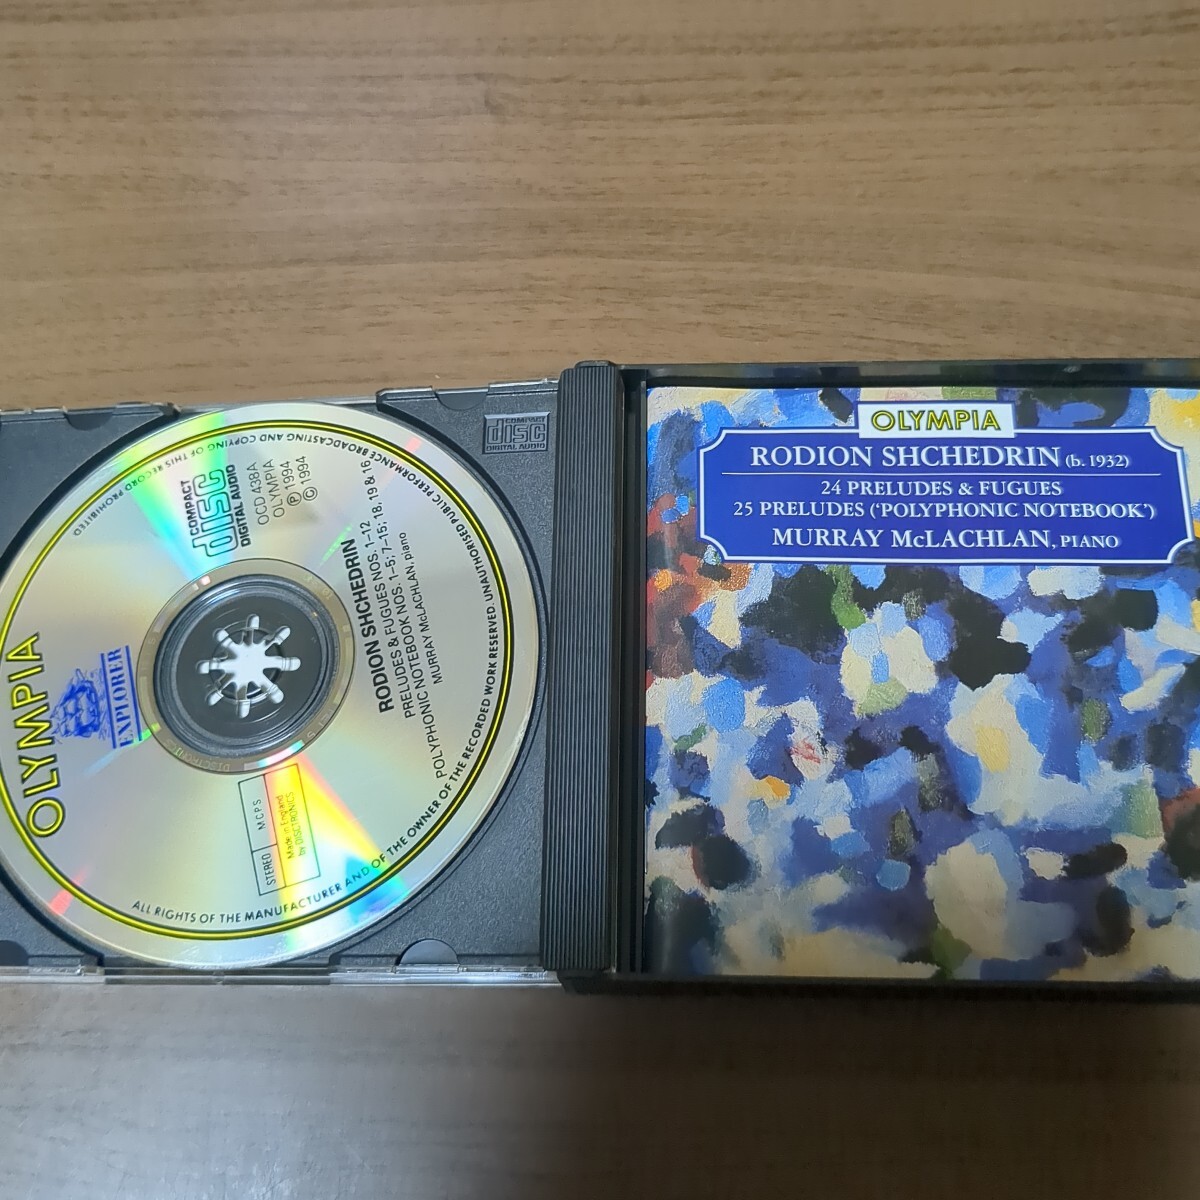 OLYMPIA
EXPLORER
COMPACT
disc
DIGITAL AUDIO
OCD 438A
OLYMPIA
℗ 1994
© 1994
RODION SHCHEDRIN
PRELUDES & FUGUES NOS. 1–12
POLYPHONIC NOTEBOOK NOS. 1–5; 7–15; 18, 19 & 16.
MURRAY McLACHLAN, piano
STEREO
MCPS
Made in England
by DISCTRONICS
ALL RIGHTS OF THE MANUFACTURER AND OF THE OWNER OF THE RECORDED WORK RESERVED. UNAUTHORISED PUBLIC PERFORMANCE BROADCASTING AND COPYING OF THIS RECORD PROHIBITED
COMPACT
disc
DIGITAL AUDIO
OLYMPIA
RODION SHCHEDRIN (b. 1932)
24 PRELUDES & FUGUES
25 PRELUDES (‘POLYPHONIC NOTEBOOK’)
MURRAY McLACHLAN, PIANO